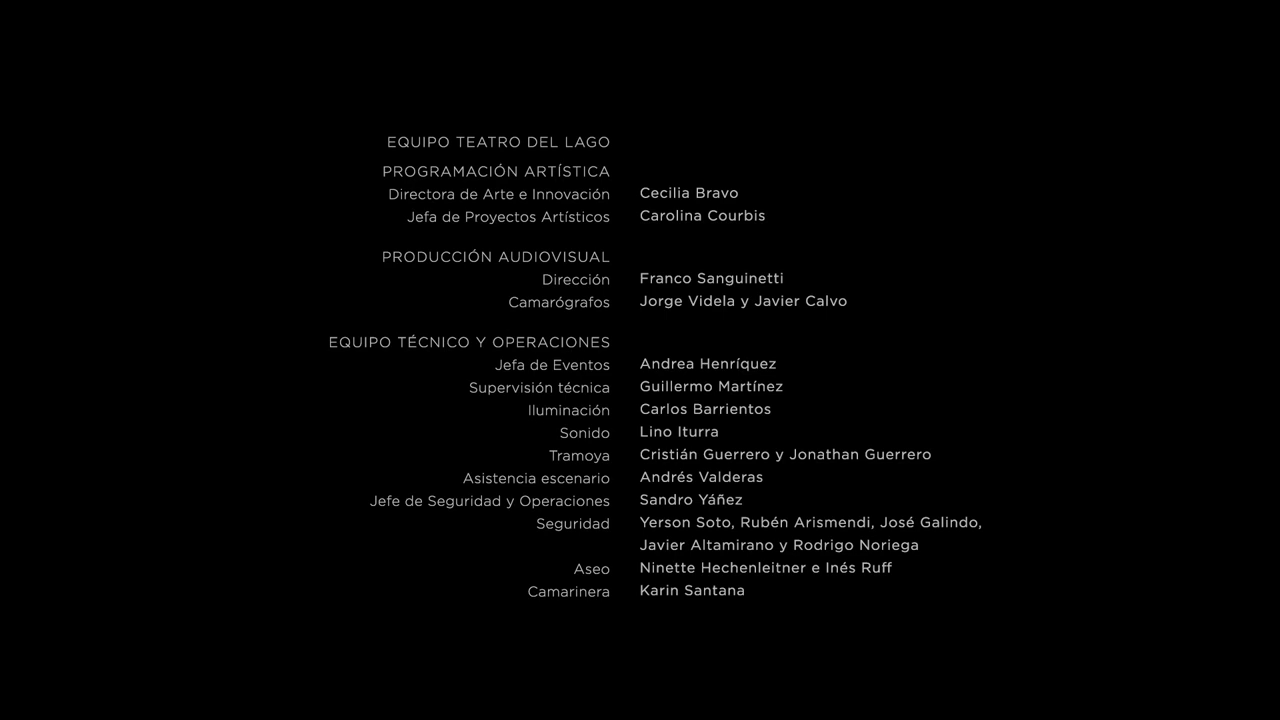 EQUIPO TEATRO DEL LAGO
PROGRAMACIÓN ARTÍSTICA
Directora de Arte e Innovación Cecilia Bravo
Jefa de Proyectos Artísticos Carolina Courbis
PRODUCCIÓN AUDIOVISUAL
Dirección Franco Sanguinetti
Camarógrafos Jorge Videla y Javier Calvo
EQUIPO TÉCNICO Y OPERACIONES
Jefa de Eventos Andrea Henríquez
Supervisión técnica Guillermo Martínez
Iluminación Carlos Barrientos
Sonido Lino Iturra
Tramoya Cristián Guerrero y Jonathan Guerrero
Asistencia escenario Andrés Valderas
Jefe de Seguridad y Operaciones Sandro Yáñez
Seguridad Yerson Soto, Rubén Arismendi, José Galindo,
Javier Altamirano y Rodrigo Noriega
Aseo Ninette Hechenleitner e Inés Ruff
Camarinera Karin Santana